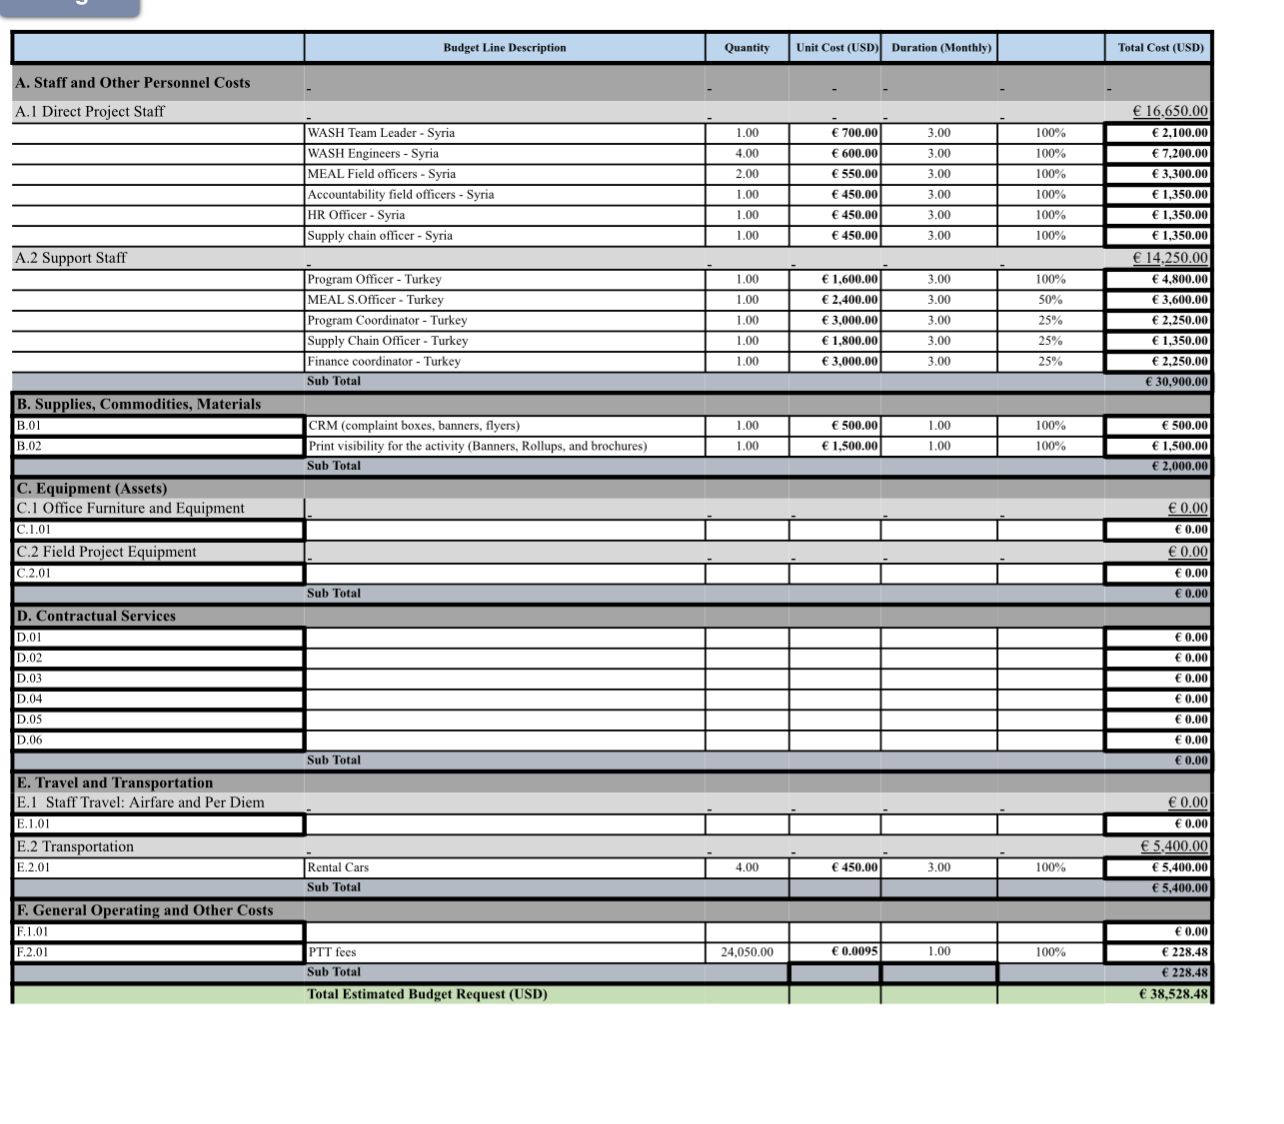 Budget Line Description Quantity Unit Cost (USD) Duration (Monthly) Total Cost (USD)
A. Staff and Other Personnel Costs - - - - - -
A.1 Direct Project Staff - - - - - € 16,650.00
WASH Team Leader - Syria 1.00 € 700.00 3.00 100% € 2,100.00
WASH Engineers - Syria 4.00 € 600.00 3.00 100% € 7,200.00
MEAL Field officers - Syria 2.00 € 550.00 3.00 100% € 3,300.00
Accountability field officers - Syria 1.00 € 450.00 3.00 100% € 1,350.00
HR Officer - Syria 1.00 € 450.00 3.00 100% € 1,350.00
Supply chain officer - Syria 1.00 € 450.00 3.00 100% € 1,350.00
A.2 Support Staff - - - - - € 14,250.00
Program Officer - Turkey 1.00 € 1,600.00 3.00 100% € 4,800.00
MEAL S.Officer - Turkey 1.00 € 2,400.00 3.00 50% € 3,600.00
Program Coordinator - Turkey 1.00 € 3,000.00 3.00 25% € 2,250.00
Supply Chain Officer - Turkey 1.00 € 1,800.00 3.00 25% € 1,350.00
Finance coordinator - Turkey 1.00 € 3,000.00 3.00 25% € 2,250.00
Sub Total € 30,900.00
B. Supplies, Commodities, Materials
B.01 CRM (complaint boxes, banners, flyers) 1.00 € 500.00 1.00 100% € 500.00
B.02 Print visibility for the activity (Banners, Rollups, and brochures) 1.00 € 1,500.00 1.00 100% € 1,500.00
Sub Total € 2,000.00
C. Equipment (Assets)
C.1 Office Furniture and Equipment - - - - - € 0.00
C.1.01 € 0.00
C.2 Field Project Equipment - - - - - € 0.00
C.2.01 € 0.00
Sub Total € 0.00
D. Contractual Services
D.01 € 0.00
D.02 € 0.00
D.03 € 0.00
D.04 € 0.00
D.05 € 0.00
D.06 € 0.00
Sub Total € 0.00
E. Travel and Transportation
E.1 Staff Travel: Airfare and Per Diem - - - - - € 0.00
E.1.01 € 0.00
E.2 Transportation - - - - - € 5,400.00
E.2.01 Rental Cars 4.00 € 450.00 3.00 100% € 5,400.00
Sub Total € 5,400.00
F. General Operating and Other Costs
F.1.01 € 0.00
F.2.01 PTT fees 24,050.00 € 0.0095 1.00 100% € 228.48
Sub Total € 228.48
Total Estimated Budget Request (USD) € 38,528.48